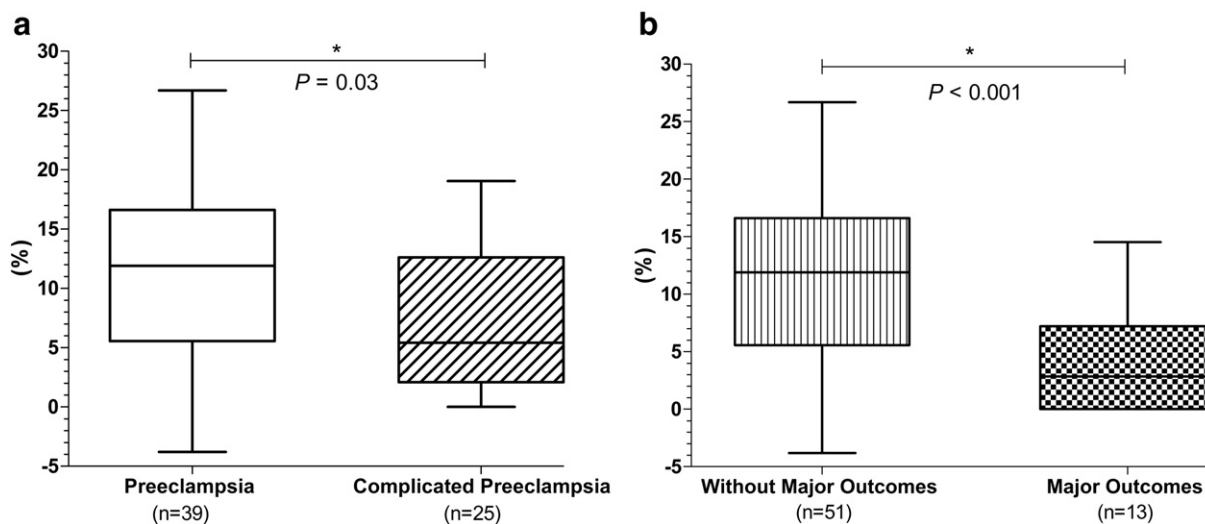 a
30
25
20
15
10
5
0
-5
(%)
*
P = 0.03
Preeclampsia
(n=39)
Complicated Preeclampsia
(n=25)
b
30
25
20
15
10
5
0
-5
(%)
*
P < 0.001
Without Major Outcomes
(n=51)
Major Outcomes
(n=13)